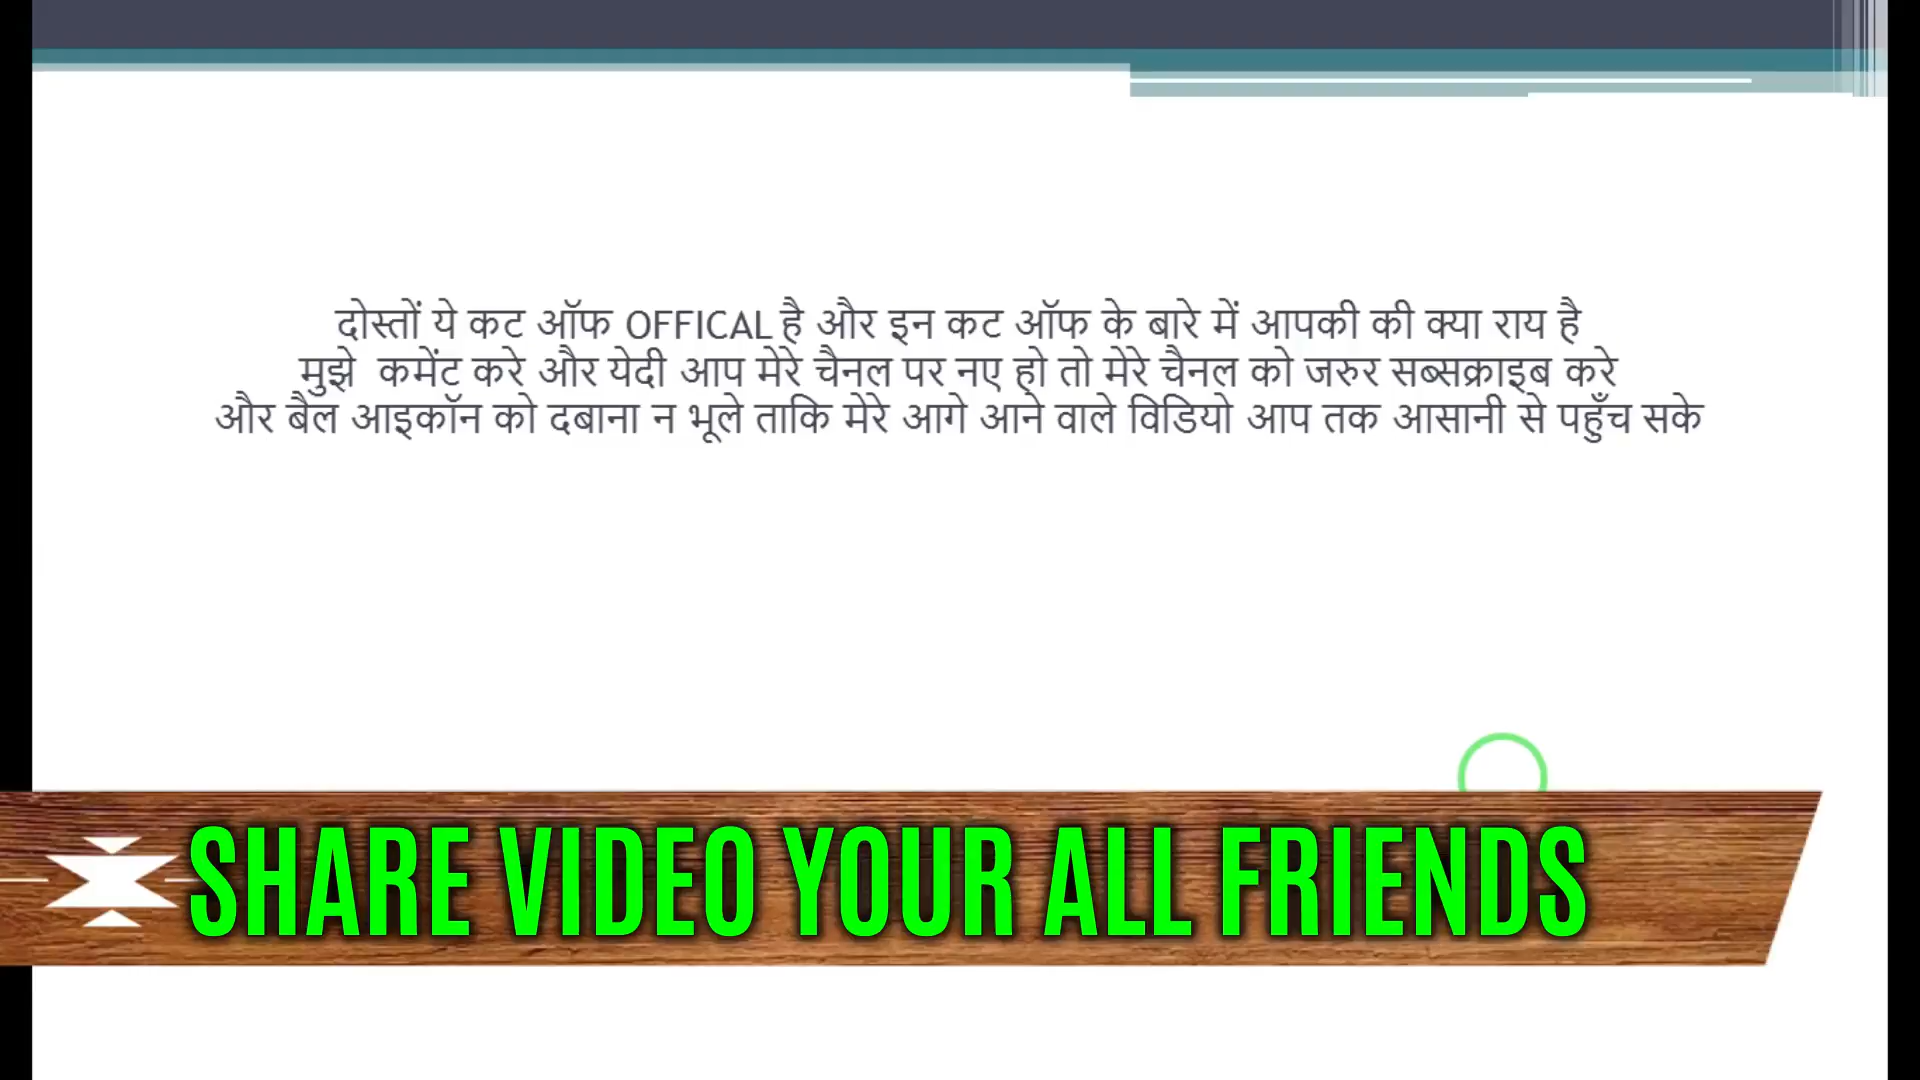 दोस्तों ये कट ऑफ OFFICAL है और इन कट ऑफ के बारे में आपकी की क्या राय है
मुझे कमेंट करे और येदी आप मेरे चैनल पर नए हो तो मेरे चैनल को जरुर सब्सक्राइब करे
और बैल आइकॉन को दबाना न भूले ताकि मेरे आगे आने वाले विडियो आप तक आसानी से पहुँच सके
SHARE VIDEO YOUR ALL FRIENDS